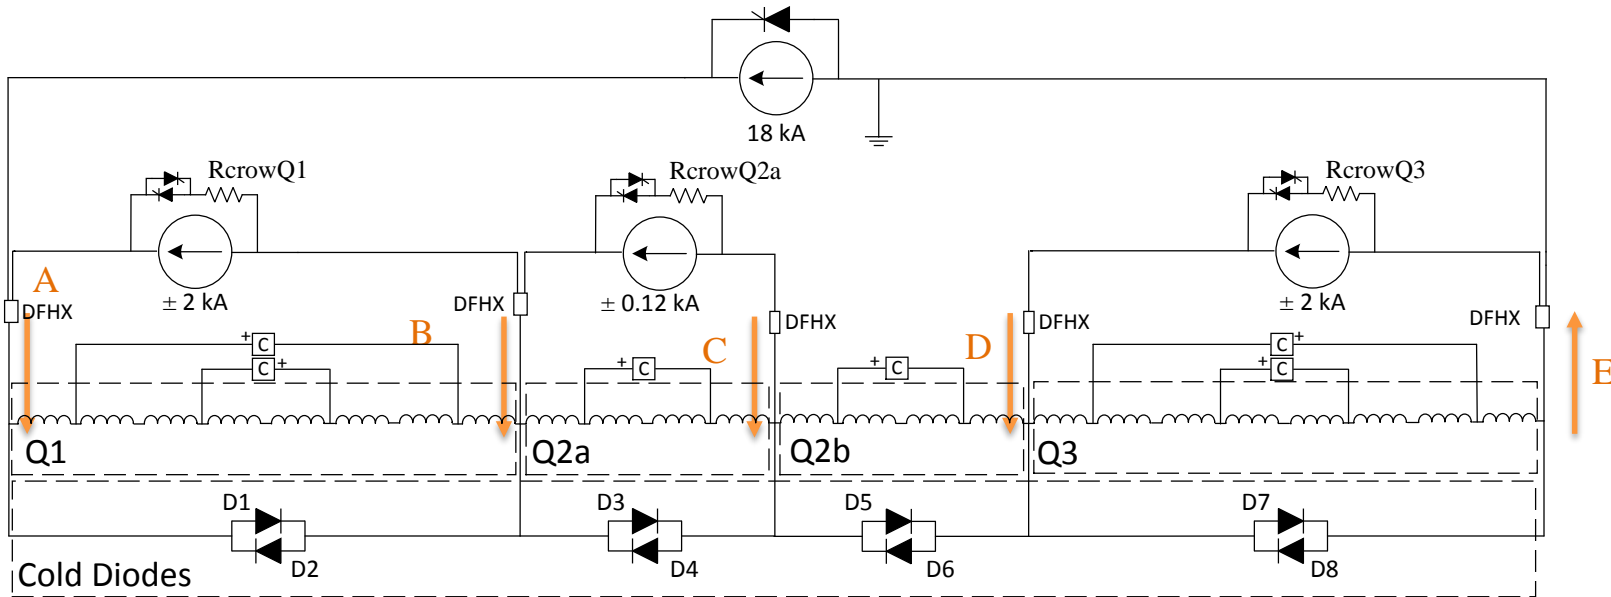 18 kA
RcrowQ1
RcrowQ2a
RcrowQ3
± 2 kA
± 0.12 kA
± 2 kA
A
DFHX
DFHX
DFHX
DFHX
DFHX
B
C
D
E
+ C
C +
+ C
+ C
C +
+ C
Q1
Q2a
Q2b
Q3
D1
D3
D5
D7
D2
D4
D6
D8
Cold Diodes